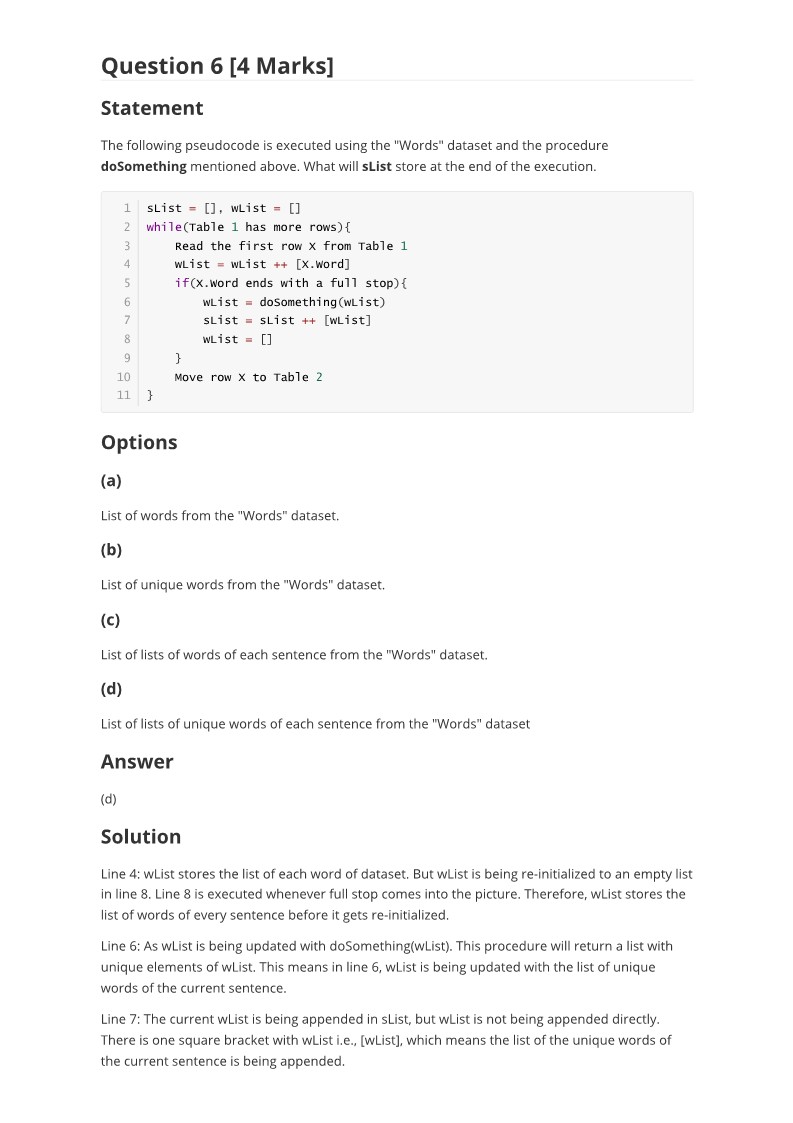 Question 6 [4 Marks]
Statement
The following pseudocode is executed using the "Words" dataset and the procedure
doSomething mentioned above. What will sList store at the end of the execution.
1 sList = [], wList = []
2 while(Table 1 has more rows){
3     Read the first row X from Table 1
4     wList = wList ++ [X.Word]
5     if(X.Word ends with a full stop){
6         wList = doSomething(wList)
7         sList = sList ++ [wList]
8         wList = []
9     }
10     Move row X to Table 2
11 }
Options
(a)
List of words from the "Words" dataset.
(b)
List of unique words from the "Words" dataset.
(c)
List of lists of words of each sentence from the "Words" dataset.
(d)
List of lists of unique words of each sentence from the "Words" dataset
Answer
(d)
Solution
Line 4: wList stores the list of each word of dataset. But wList is being re-initialized to an empty list
in line 8. Line 8 is executed whenever full stop comes into the picture. Therefore, wList stores the
list of words of every sentence before it gets re-initialized.
Line 6: As wList is being updated with doSomething(wList). This procedure will return a list with
unique elements of wList. This means in line 6, wList is being updated with the list of unique
words of the current sentence.
Line 7: The current wList is being appended in sList, but wList is not being appended directly.
There is one square bracket with wList i.e., [wList], which means the list of the unique words of
the current sentence is being appended.